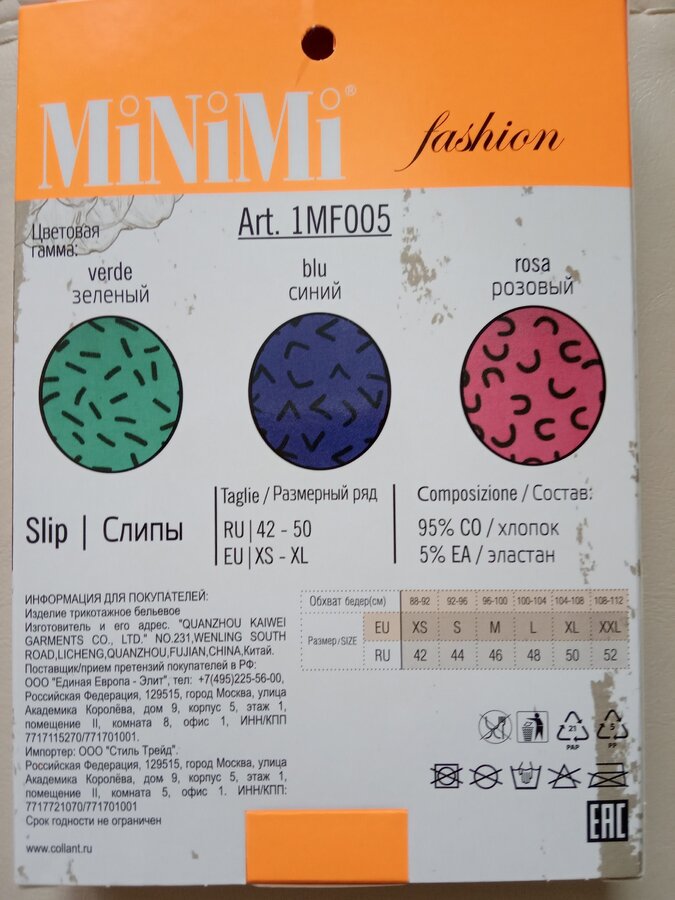 MiNiMi®
fashion
Art. 1MF005
Цветовая
гамма:
verde
зеленый
blu
синий
rosa
розовый
Slip | Слипы
Taglie / Размерный ряд
RU | 42 - 50
EU | XS - XL
Composizione / Состав:
95% CO / хлопок
5% EA / эластан
ИНФОРМАЦИЯ ДЛЯ ПОКУПАТЕЛЕЙ:
Изделие трикотажное бельевое
Изготовитель и его адрес. "QUANZHOU KAIWEI
GARMENTS CO., LTD." NO.231,WENLING SOUTH
ROAD,LICHENG,QUANZHOU,FUJIAN,CHINA,Китай.
Поставщик/прием претензий покупателей в РФ:
ООО "Единая Европа - Элит", тел: +7(495)225-56-00,
Российская Федерация, 129515, город Москва, улица
Академика Королёва, дом 9, корпус 5, этаж 1,
помещение II, комната 8, офис 1, ИНН/КПП
7717115270/771701001.
Импортер: ООО "Стиль Трейд".
Российская Федерация, 129515, город Москва, улица
Академика Королёва, дом 9, корпус 5, этаж 1,
помещение II, комната 5, офис 1. ИНН/КПП:
7717721070/771701001
Срок годности не ограничен
www.collant.ru
Обхват бедер(см) 88-92 92-96 96-100 100-104 104-108 108-112
Размер/SIZE
EU XS S M L XL XXL
RU 42 44 46 48 50 52
21
PAP
5
PP
EAC